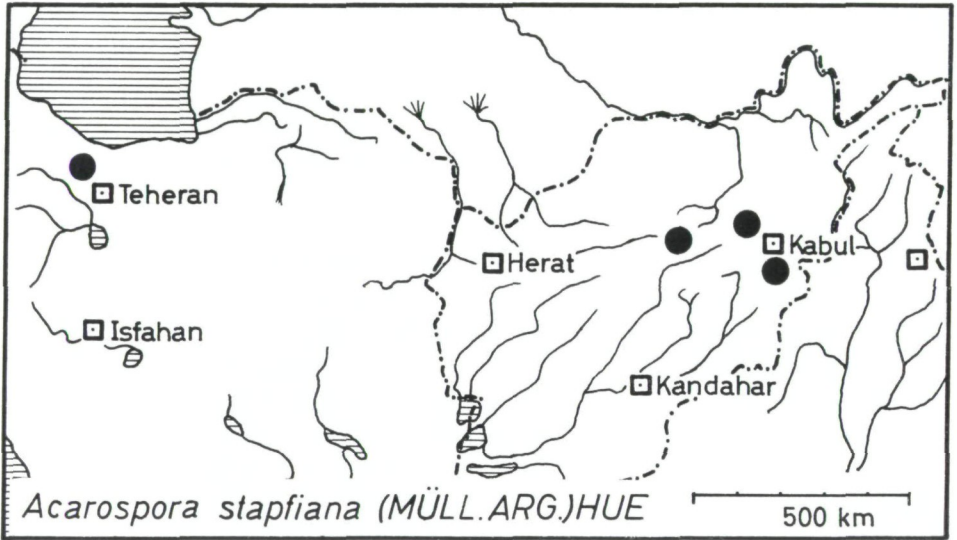 Teheran
Kabul
Herat
Isfahan
Kandahar
Acarospora stapfiana (MÜLL.ARG.)HUE
500 km